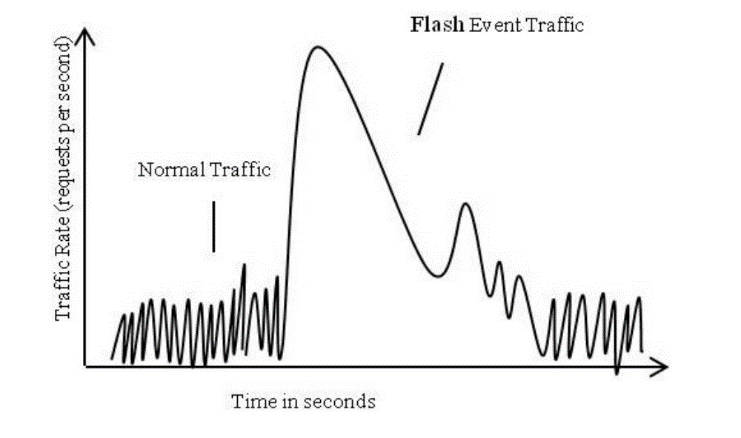 Flash Event Traffic
Normal Traffic
Traffic Rate (requests per second)
Time in seconds